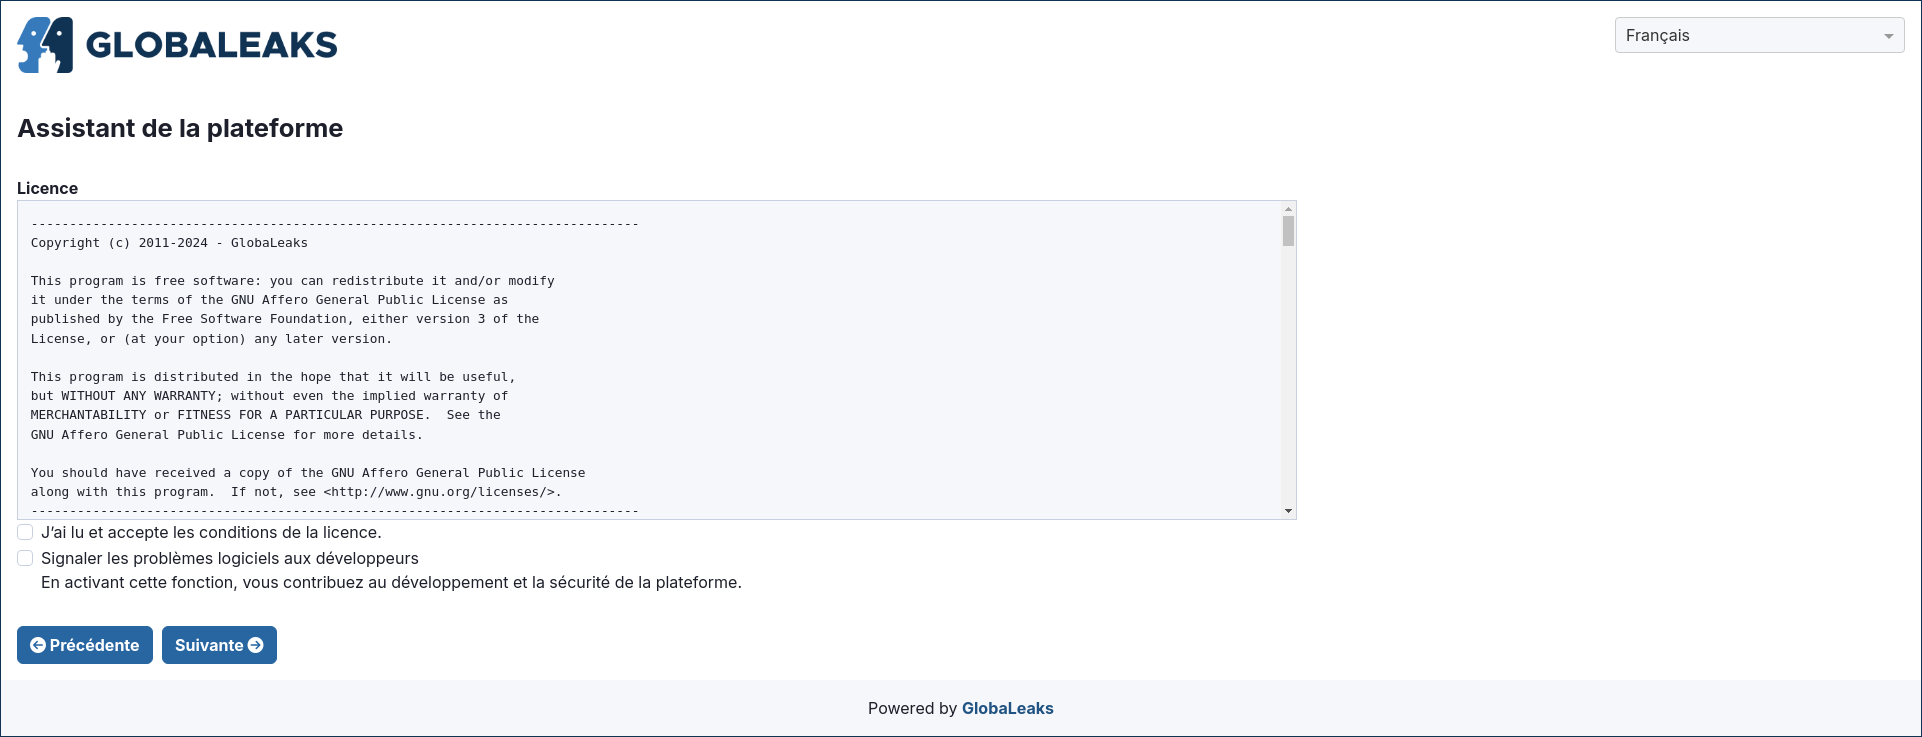 GLOBALEAKS
Français
Assistant de la plateforme
Licence
-------------------------------------------------------------------------------
Copyright (c) 2011-2024 - GlobaLeaks
This program is free software: you can redistribute it and/or modify
it under the terms of the GNU Affero General Public License as
published by the Free Software Foundation, either version 3 of the
License, or (at your option) any later version.
This program is distributed in the hope that it will be useful,
but WITHOUT ANY WARRANTY; without even the implied warranty of
MERCHANTABILITY or FITNESS FOR A PARTICULAR PURPOSE.  See the
GNU Affero General Public License for more details.
You should have received a copy of the GNU Affero General Public License
along with this program.  If not, see <http://www.gnu.org/licenses/>.
-------------------------------------------------------------------------------
J’ai lu et accepte les conditions de la licence.
Signaler les problèmes logiciels aux développeurs
En activant cette fonction, vous contribuez au développement et la sécurité de la plateforme.
Précédente
Suivante
Powered by GlobaLeaks